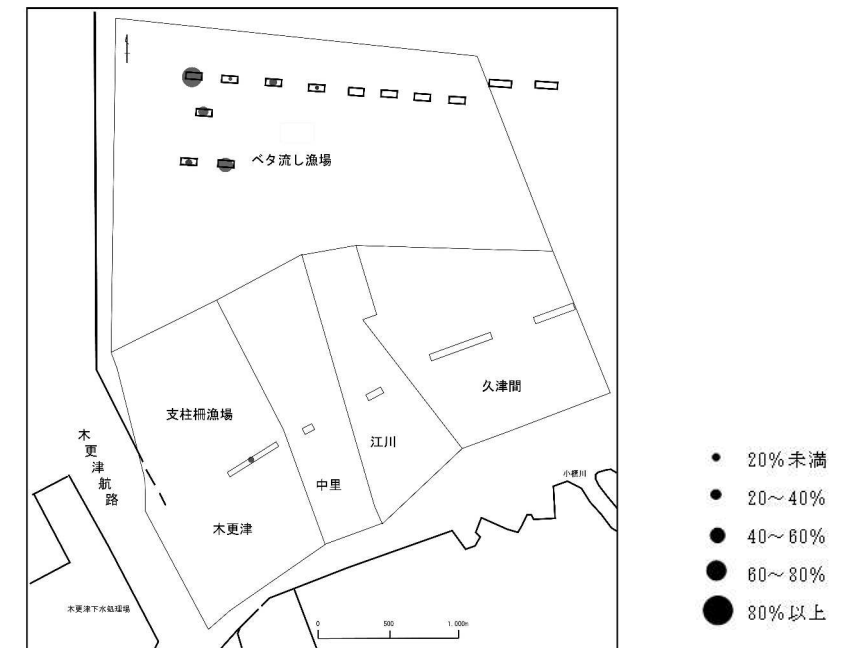 ベタ流し漁場
久津間
支柱柵漁場
江川
木更津航路
小櫃川
中里
木更津
木更津下水処理場
0 500 1,000m
20%未満
20～40%
40～60%
60～80%
80%以上